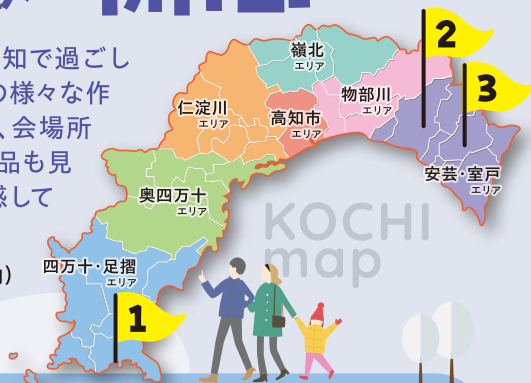 知で過ごし
の様々な作
、会場所
品も見
感して
嶺北
エリア
仁淀川
エリア
高知市
エリア
物部川
エリア
安芸・室戸
エリア
奥四万十
エリア
四万十・足摺
エリア
1
2
3
KOCHI
map